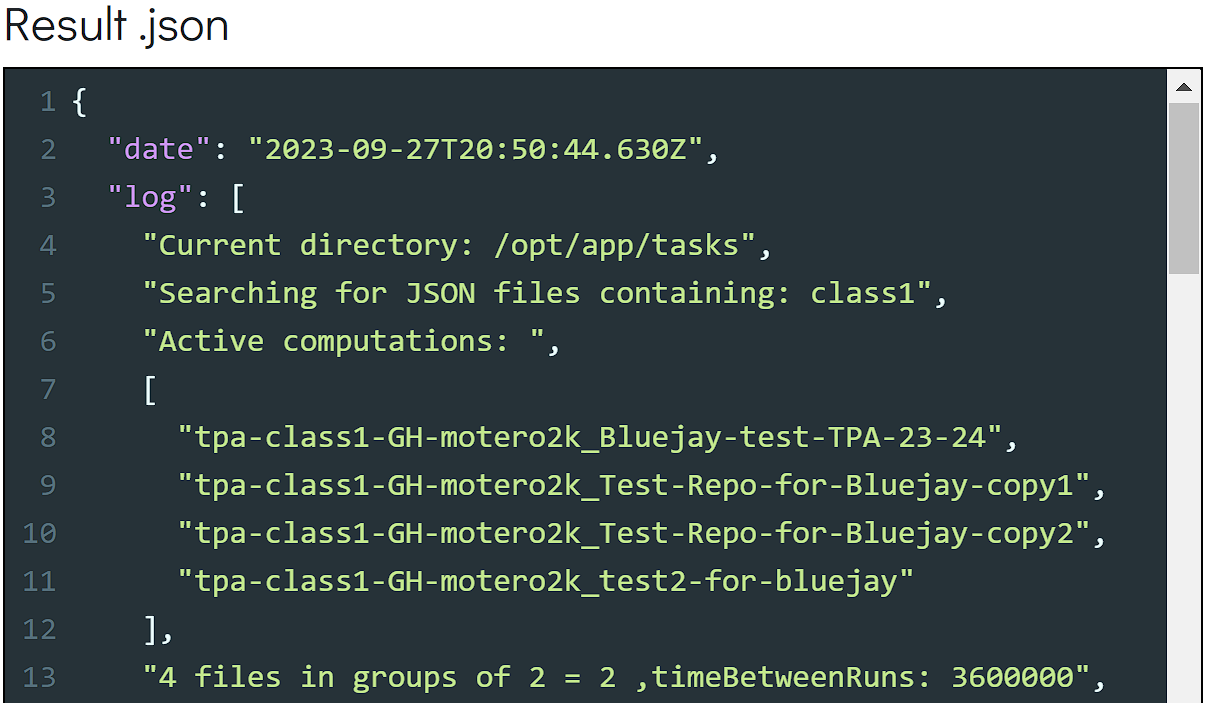 Result .json
1 {
2 "date": "2023-09-27T20:50:44.630Z",
3 "log": [
4 "Current directory: /opt/app/tasks",
5 "Searching for JSON files containing: class1",
6 "Active computations: ",
7 [
8 "tpa-class1-GH-motero2k_Bluejay-test-TPA-23-24",
9 "tpa-class1-GH-motero2k_Test-Repo-for-Bluejay-copy1",
10 "tpa-class1-GH-motero2k_Test-Repo-for-Bluejay-copy2",
11 "tpa-class1-GH-motero2k_test2-for-bluejay"
12 ],
13 "4 files in groups of 2 = 2 ,timeBetweenRuns: 3600000",